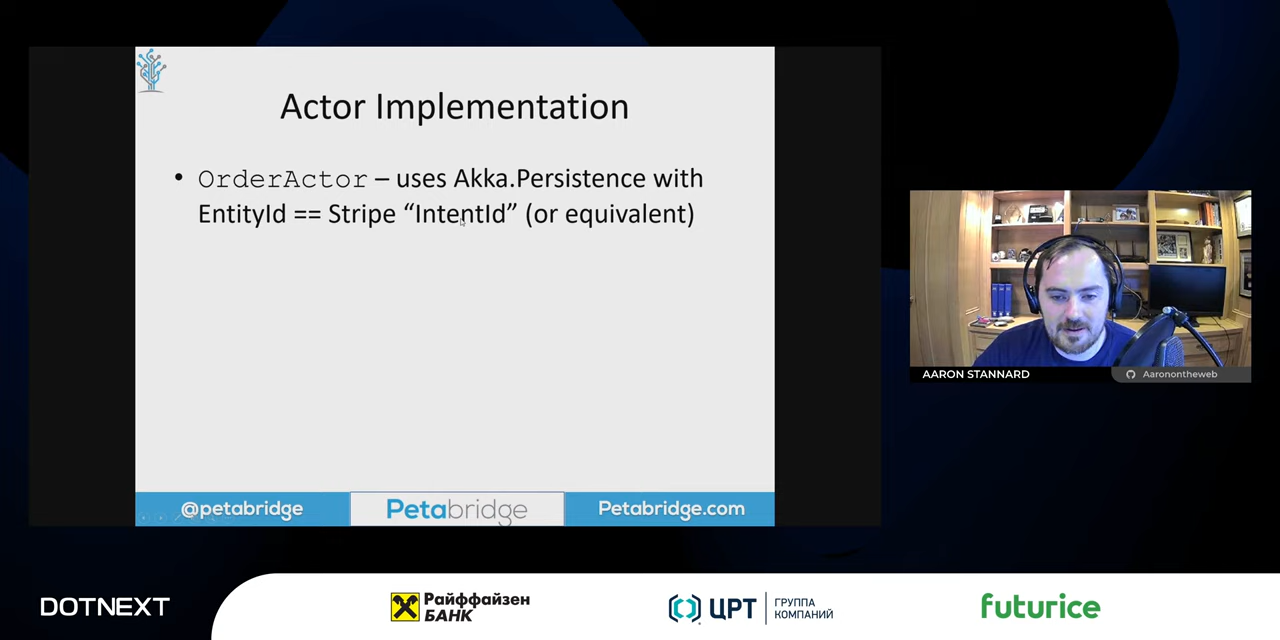 Actor Implementation
• OrderActor – uses Akka.Persistence with
EntityId == Stripe “IntentId” (or equivalent)
@petabridge
Petabridge
Petabridge.com
AARON STANNARD
Aaronontheweb
DOTNEXT
Райффайзен
БАНК
ЦРТ
ГРУППА
КОМПАНИЙ
futurice